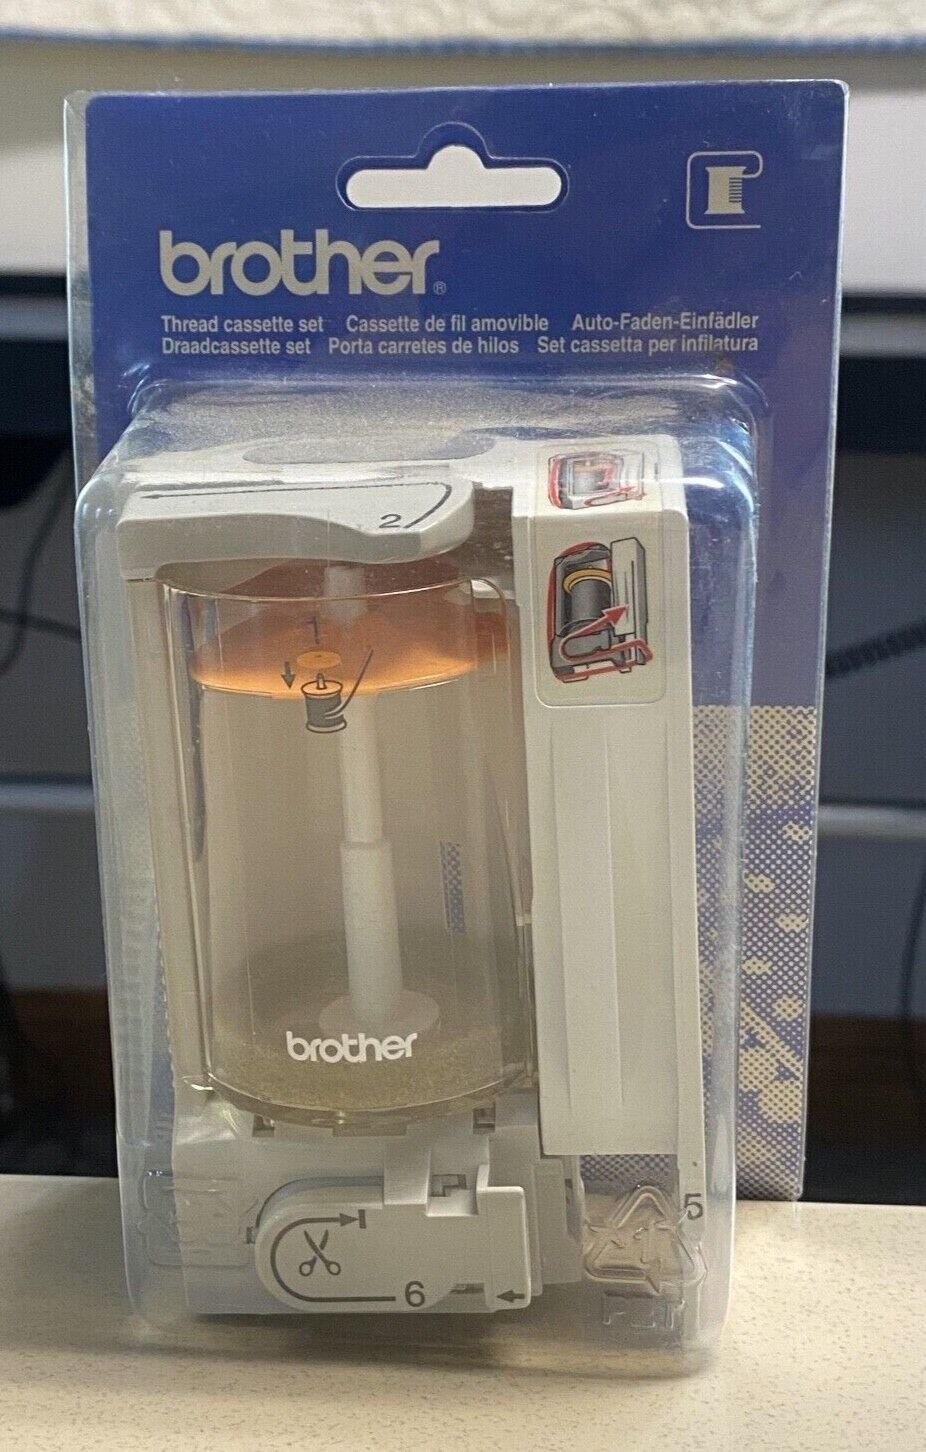 brother®
Thread cassette set Cassette de fil amovible Auto-Faden-Einfädler
Draadcassette set Porta carretes de hilos Set cassetta per infilatura
2
1
brother
5
6
1